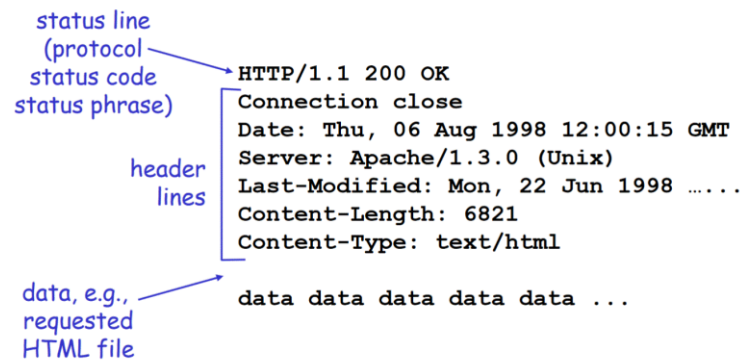 status line
(protocol
status code
status phrase)
HTTP/1.1 200 OK
Connection close
Date: Thu, 06 Aug 1998 12:00:15 GMT
Server: Apache/1.3.0 (Unix)
Last-Modified: Mon, 22 Jun 1998 …...
Content-Length: 6821
Content-Type: text/html
header
lines
data, e.g.,
requested
HTML file
data data data data data ...